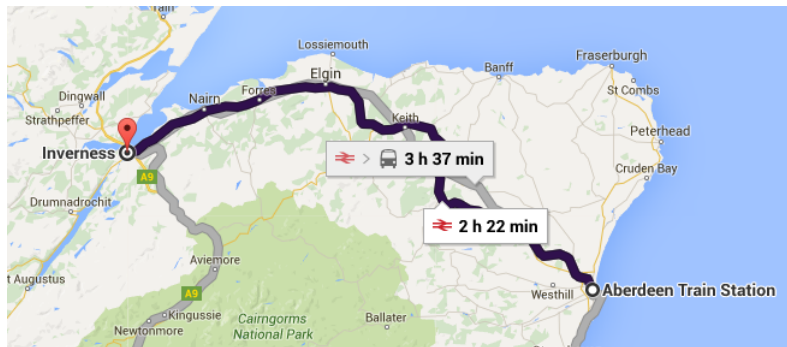 Tain
Lossiemouth
Fraserburgh
Banff
Elgin
St Combs
Dingwall
Forres
Nairn
Keith
Strathpeffer
Peterhead
Inverness
3 h 37 min
Cruden Bay
A9
Drumnadrochit
2 h 22 min
Aviemore
t Augustus
A9
Westhill
Aberdeen Train Station
Kingussie
Cairngorms
National Park
Ballater
Newtonmore